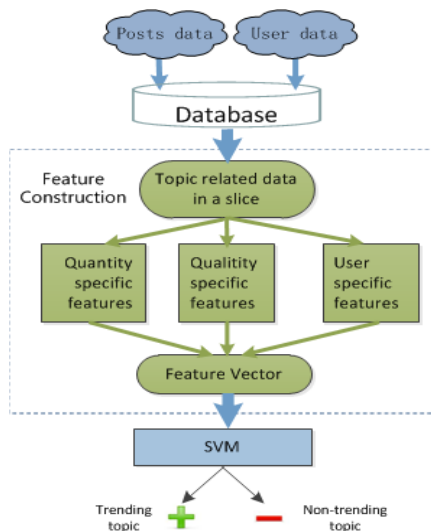 Posts data
User data
Database
Feature
Construction
Topic related data
in a slice
Quantity
specific
features
Qualitity
specific
features
User
specific
features
Feature Vector
SVM
Trending
topic
Non-trending
topic